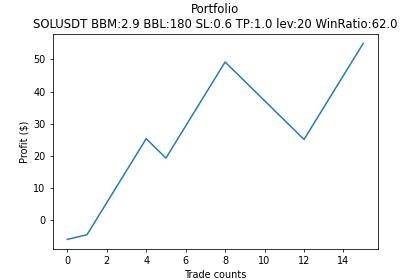 Portfolio
SOLUSDT BBM:2.9 BBL:180 SL:0.6 TP:1.0 lev:20 WinRatio:62.0
Profit ($)
50
40
30
20
10
0
0 2 4 6 8 10 12 14
Trade counts